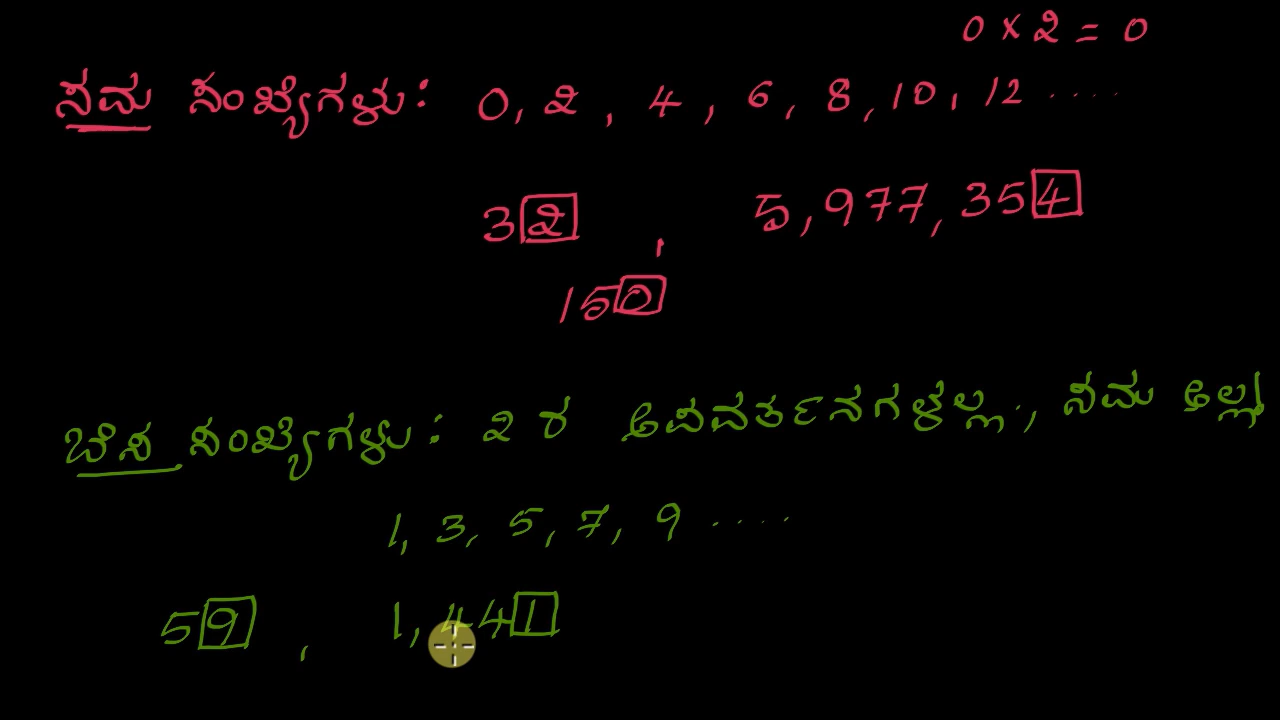 0 × 2 = 0
ಸಮ ಸಂಖ್ಯೆಗಳು: 0, 2, 4, 6, 8, 10, 12 ....
32, 5,977,354
150
ಬೆಸ ಸಂಖ್ಯೆಗಳು: 2 ರ ಅಪವರ್ತನಗಳಲ್ಲ., ಸಮ ಅಲ್ಲ!
1, 3, 5, 7, 9 ....
59, 1,441